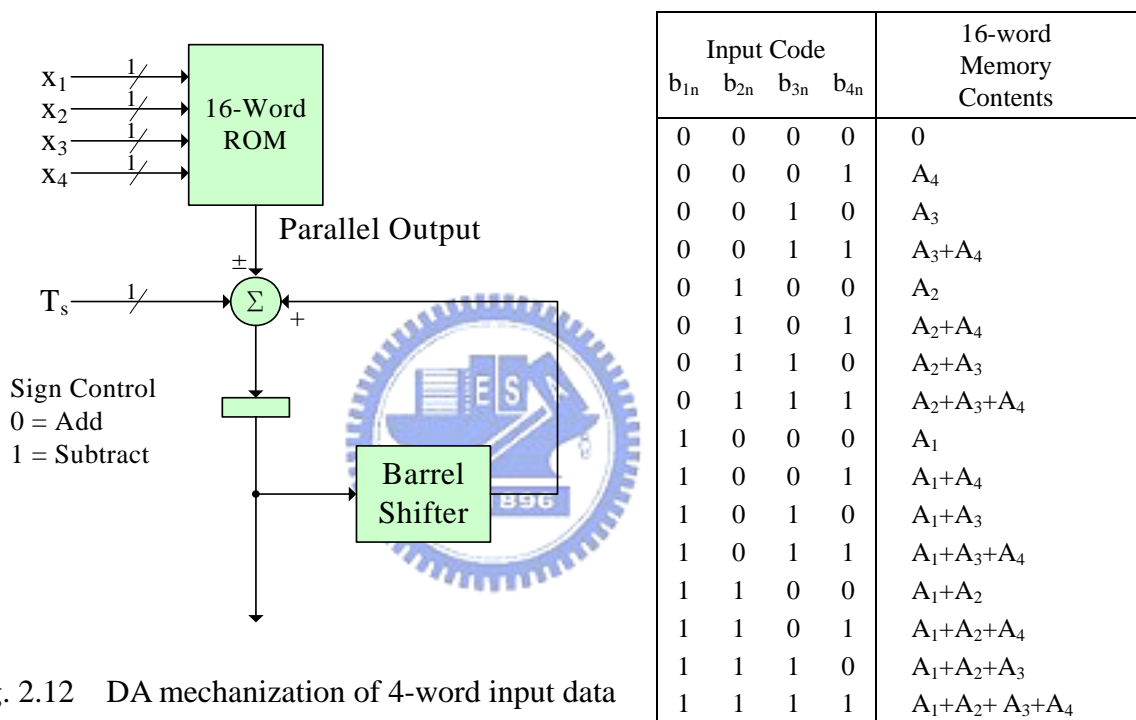 x₁ 1
x₂ 1
x₃ 1
x₄ 1
16-Word
ROM
Parallel Output
±
Tₛ 1
Σ
+
Sign Control
0 = Add
1 = Subtract
Barrel
Shifter
ES
896
g. 2.12 DA mechanization of 4-word input data
Input Code
b₁ₙ b₂ₙ b₃ₙ b₄ₙ
16-word
Memory
Contents
0 0 0 0 0
0 0 0 1 A₄
0 0 1 0 A₃
0 0 1 1 A₃+A₄
0 1 0 0 A₂
0 1 0 1 A₂+A₄
0 1 1 0 A₂+A₃
0 1 1 1 A₂+A₃+A₄
1 0 0 0 A₁
1 0 0 1 A₁+A₄
1 0 1 0 A₁+A₃
1 0 1 1 A₁+A₃+A₄
1 1 0 0 A₁+A₂
1 1 0 1 A₁+A₂+A₄
1 1 1 0 A₁+A₂+A₃
1 1 1 1 A₁+A₂+ A₃+A₄